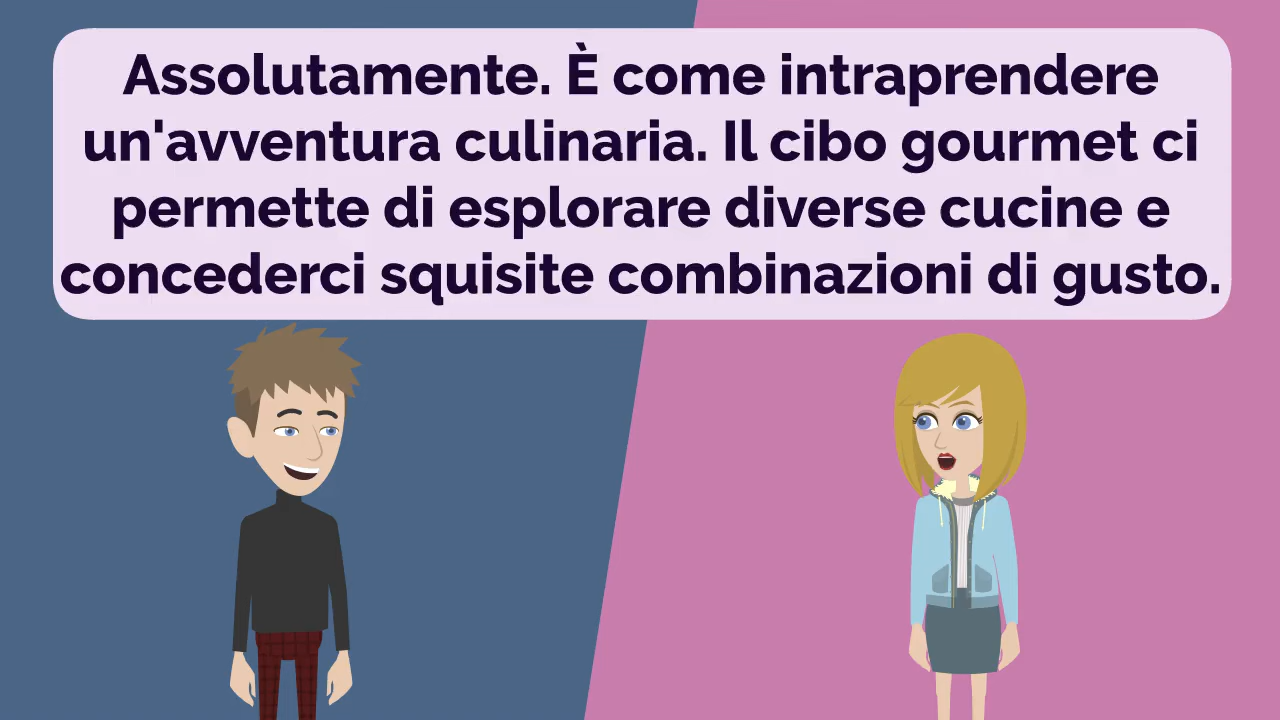 Assolutamente. È come intraprendere
un'avventura culinaria. Il cibo gourmet ci
permette di esplorare diverse cucine e
concederci squisite combinazioni di gusto.